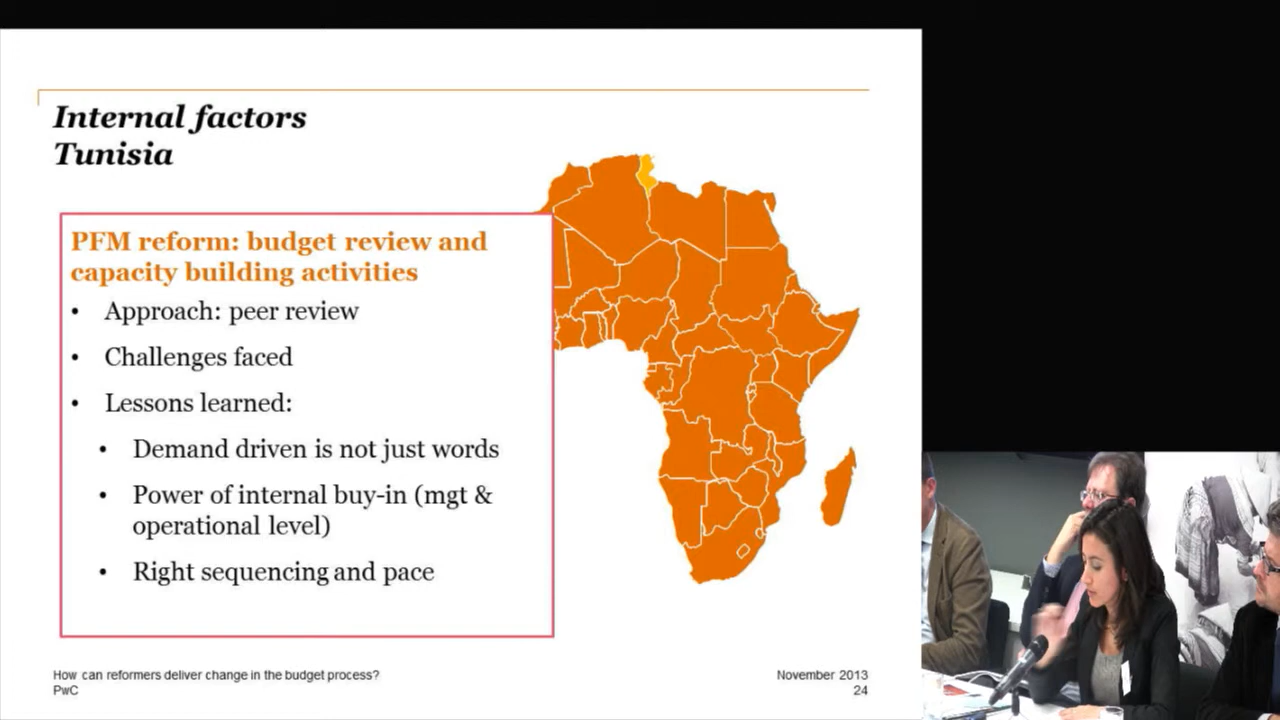 Internal factors
Tunisia
PFM reform: budget review and
capacity building activities
• Approach: peer review
• Challenges faced
• Lessons learned:
• Demand driven is not just words
• Power of internal buy-in (mgt &
operational level)
• Right sequencing and pace
How can reformers deliver change in the budget process?
PwC
November 2013
24